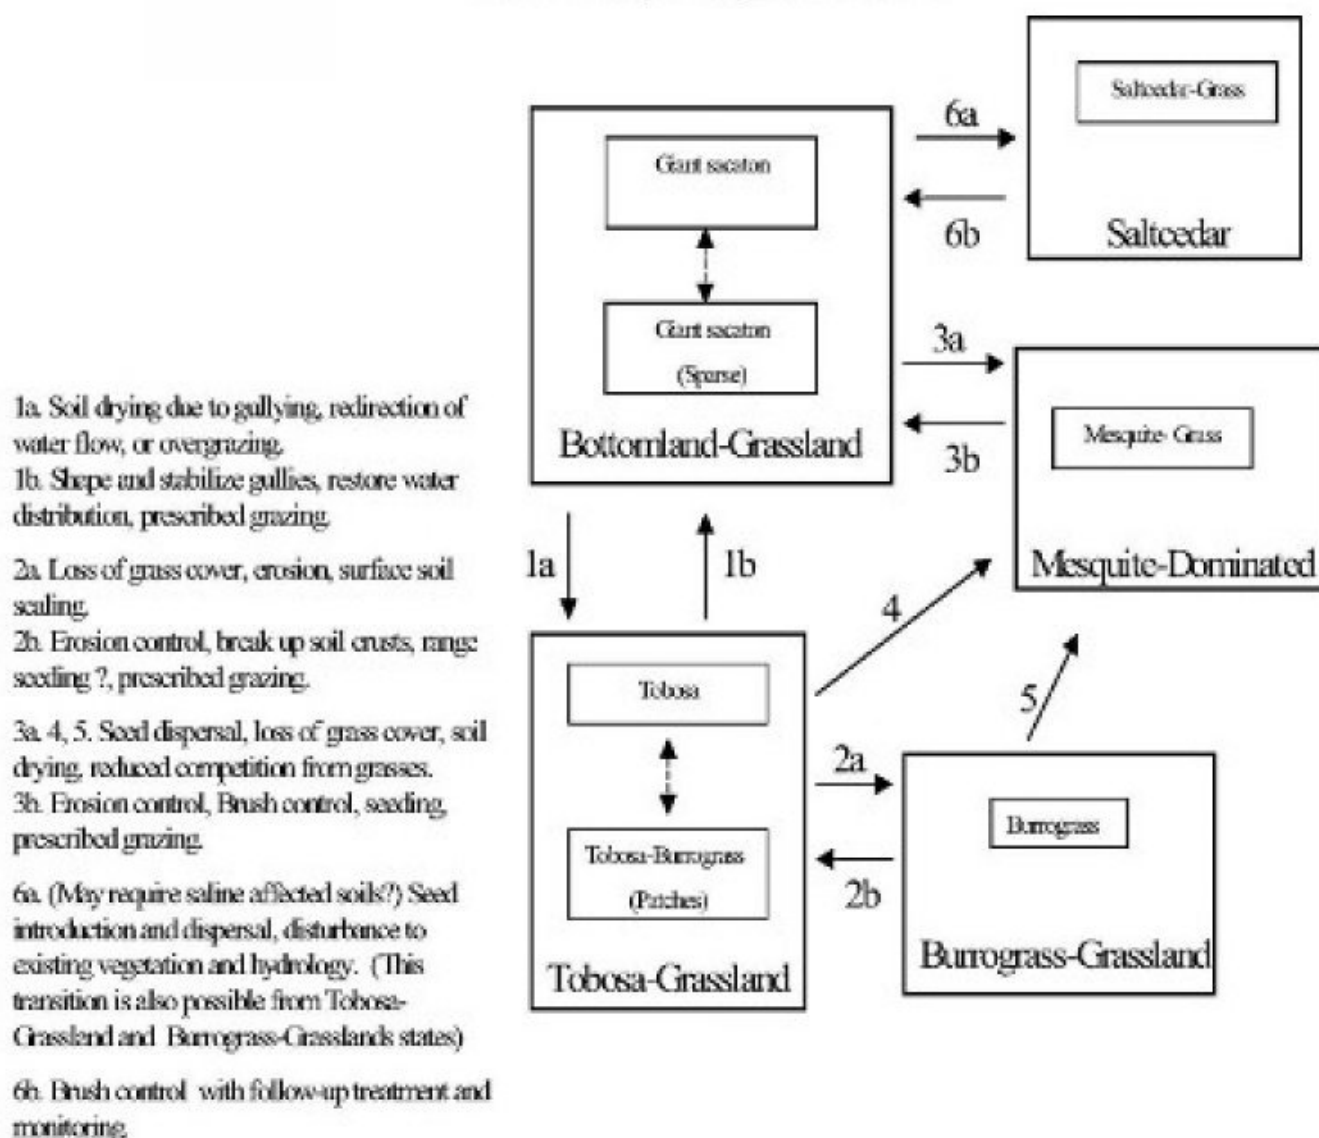 Saltcedar-Grass
Saltcedar
6a
6b
Giant sacaton
Giant sacaton
(Sparse)
Bottomland-Grassland
3a
3b
Mesquite- Grass
Mesquite-Dominated
1a. Soil drying due to gullying, redirection of
water flow, or overgrazing.
1b. Shape and stabilize gullies, restore water
distribution, prescribed grazing.
2a. Loss of grass cover, erosion, surface soil
sealing.
2b. Erosion control, break up soil crusts, range
seeding ?, prescribed grazing.
3a. 4, 5. Seed dispersal, loss of grass cover, soil
drying, reduced competition from grasses.
3b. Erosion control, Brush control, seeding,
prescribed grazing.
6a. (May require saline affected soils?) Seed
introduction and dispersal, disturbance to
existing vegetation and hydrology. (This
transition is also possible from Tobosa-
Grassland and Burrograss-Grasslands states)
6b. Brush control with follow-up treatment and
monitoring.
1a
1b
4
5
Tobosa
Tobosa-Burrograss
(Patches)
Tobosa-Grassland
2a
2b
Burrograss
Burrograss-Grassland